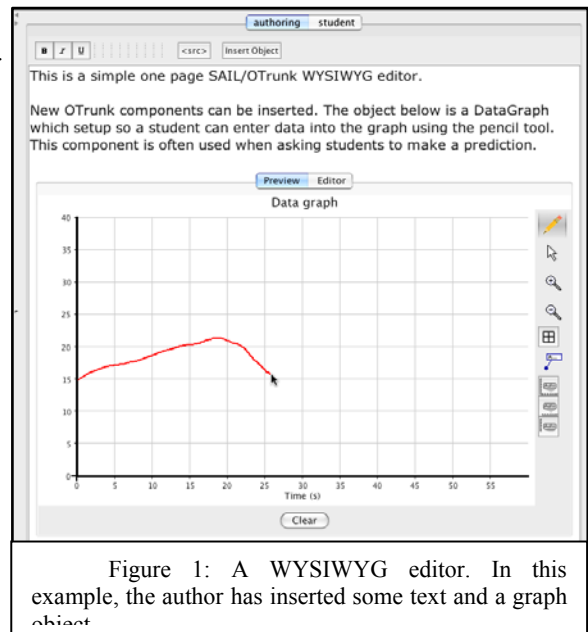 authoring student
B I U <src> Insert Object
This is a simple one page SAIL/OTrunk WYSIWYG editor.
New OTrunk components can be inserted. The object below is a DataGraph
which setup so a student can enter data into the graph using the pencil tool.
This component is often used when asking students to make a prediction.
Preview Editor
Data graph
40
35
30
25
20
15
10
5
0
0 5 10 15 20 25 30 35 40 45 50 55
Time (s)
Clear
Figure 1: A WYSIWYG editor. In this
example, the author has inserted some text and a graph
object